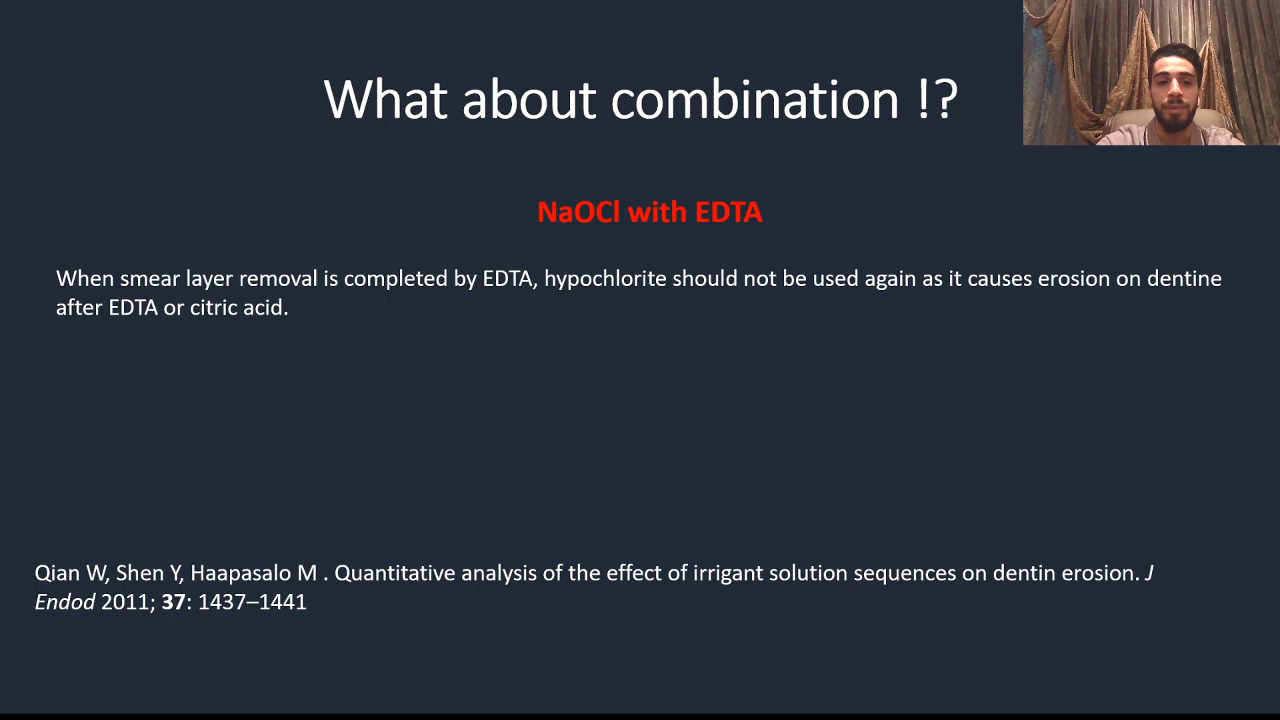 What about combination !?
NaOCl with EDTA
When smear layer removal is completed by EDTA, hypochlorite should not be used again as it causes erosion on dentine
after EDTA or citric acid.
Qian W, Shen Y, Haapasalo M . Quantitative analysis of the effect of irrigant solution sequences on dentin erosion. J
Endod 2011; 37: 1437–1441